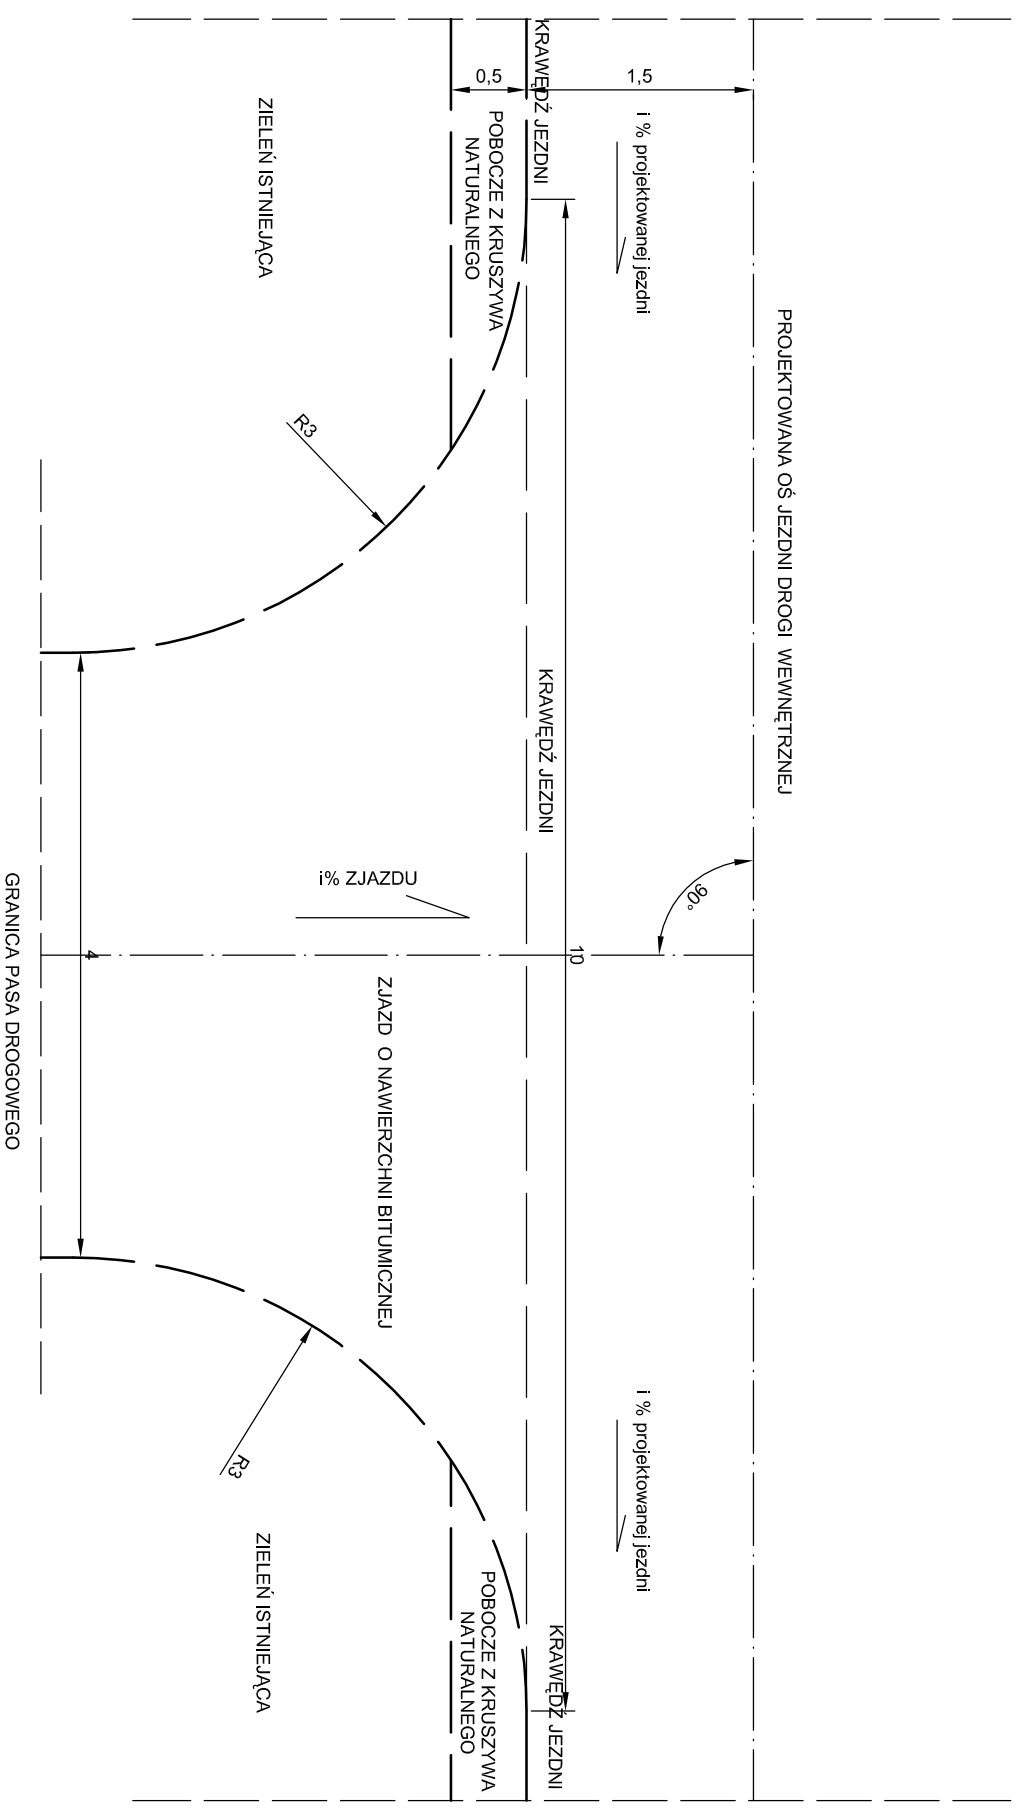 PROJEKTOWANA OŚ JEZDNI DROGI WEWNĘTRZNEJ
90°
1,5
i % projektowanej jezdni
i % projektowanej jezdni
10
KRAWĘDŹ JEZDNI
KRAWĘDŹ JEZDNI
KRAWĘDŹ JEZDNI
0,5
POBOCZE Z KRUSZYWA
NATURALNEGO
POBOCZE Z KRUSZYWA
NATURALNEGO
i% ZJAZDU
ZJAZD O NAWIERZCHNI BITUMICZNEJ
R3
R3
ZIELEŃ ISTNIEJĄCA
ZIELEŃ ISTNIEJĄCA
4
GRANICA PASA DROGOWEGO